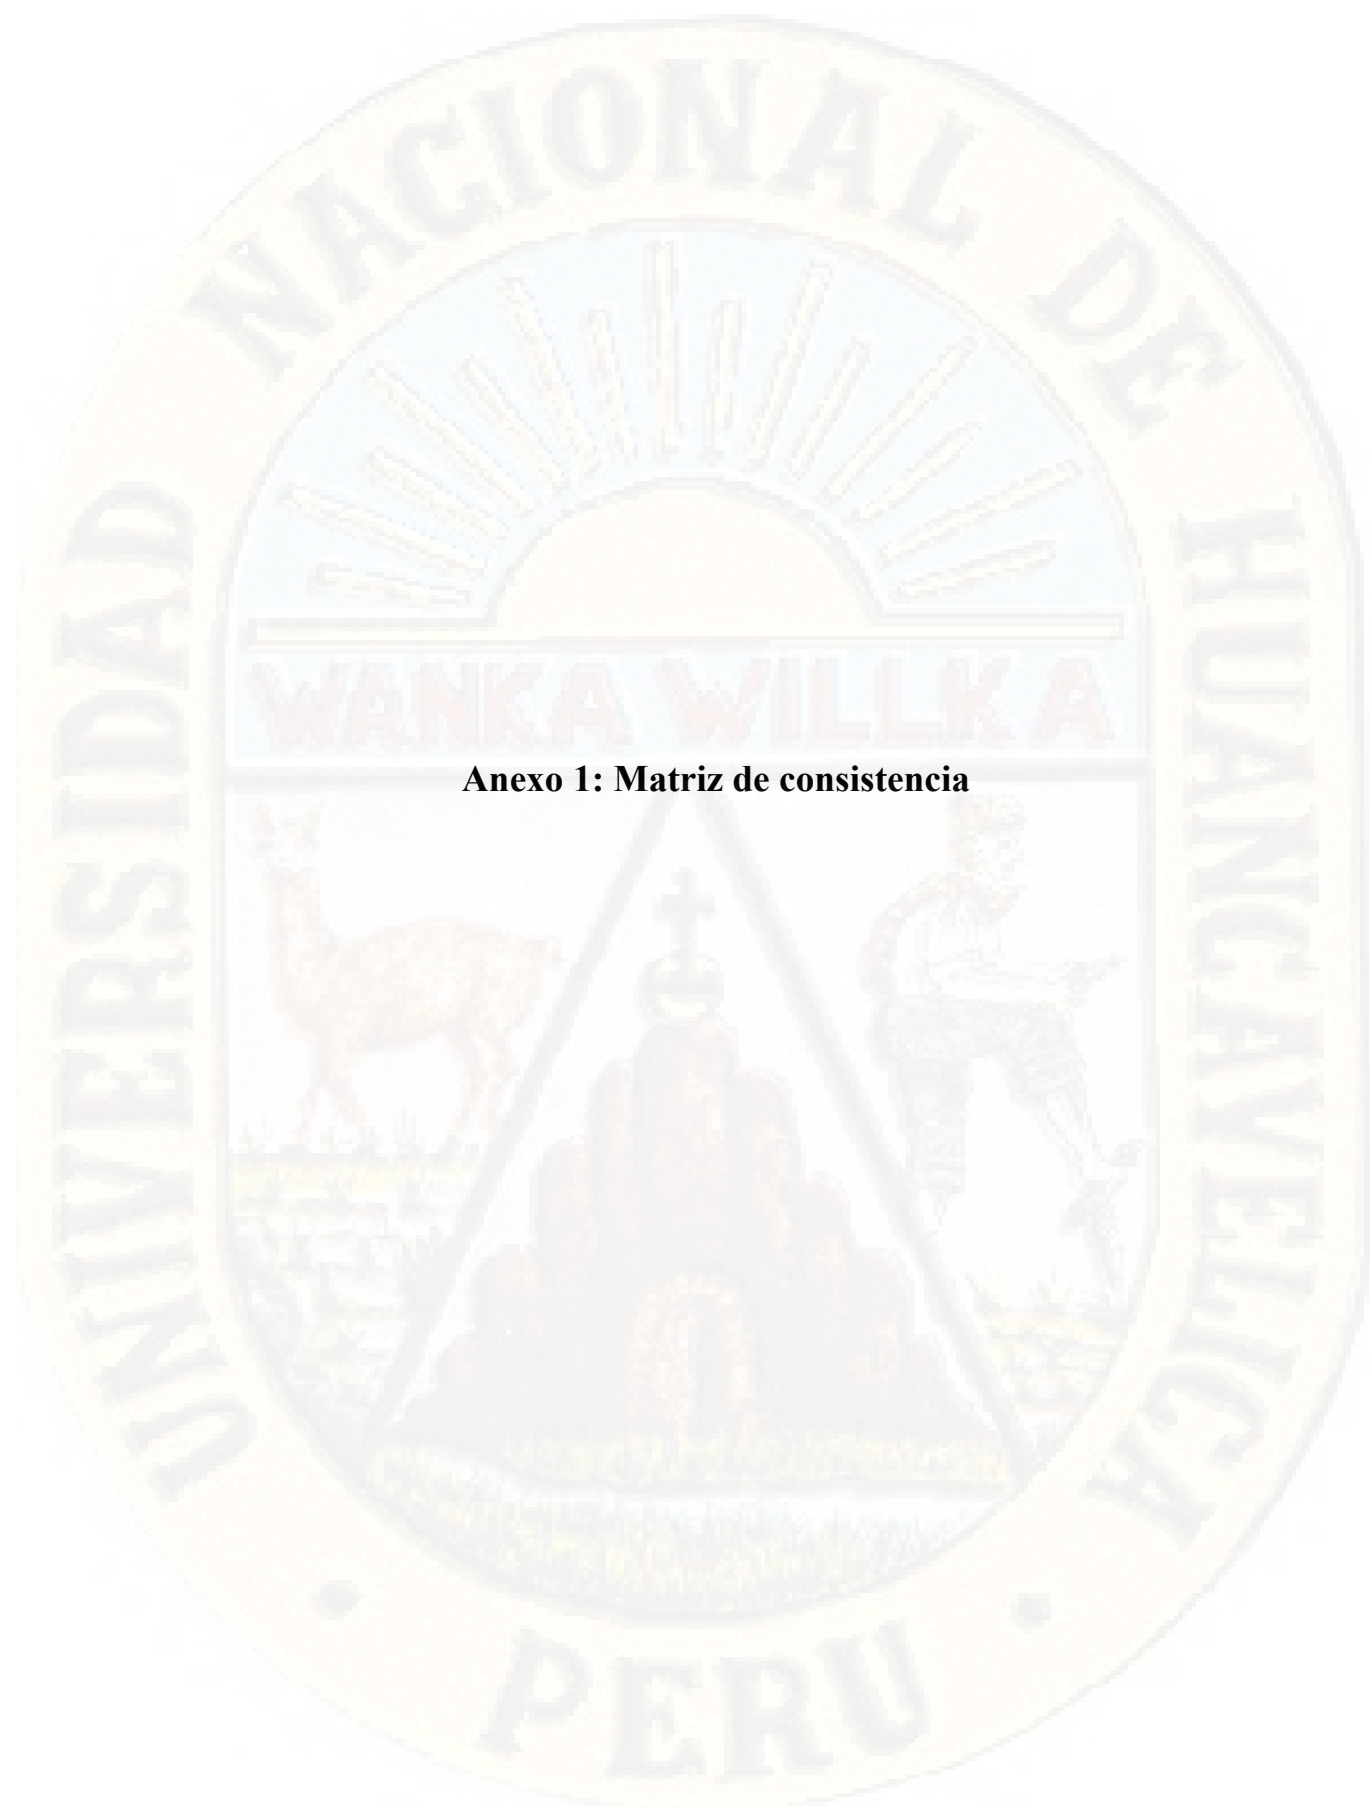 UNIVERSIDAD NACIONAL DE HUANCAVELICA
WANKA WILLKA
Anexo 1: Matriz de consistencia
• PERU •